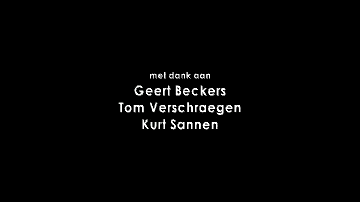 met dank aan
Geert Beckers
Tom Verschraegen
Kurt Sannen